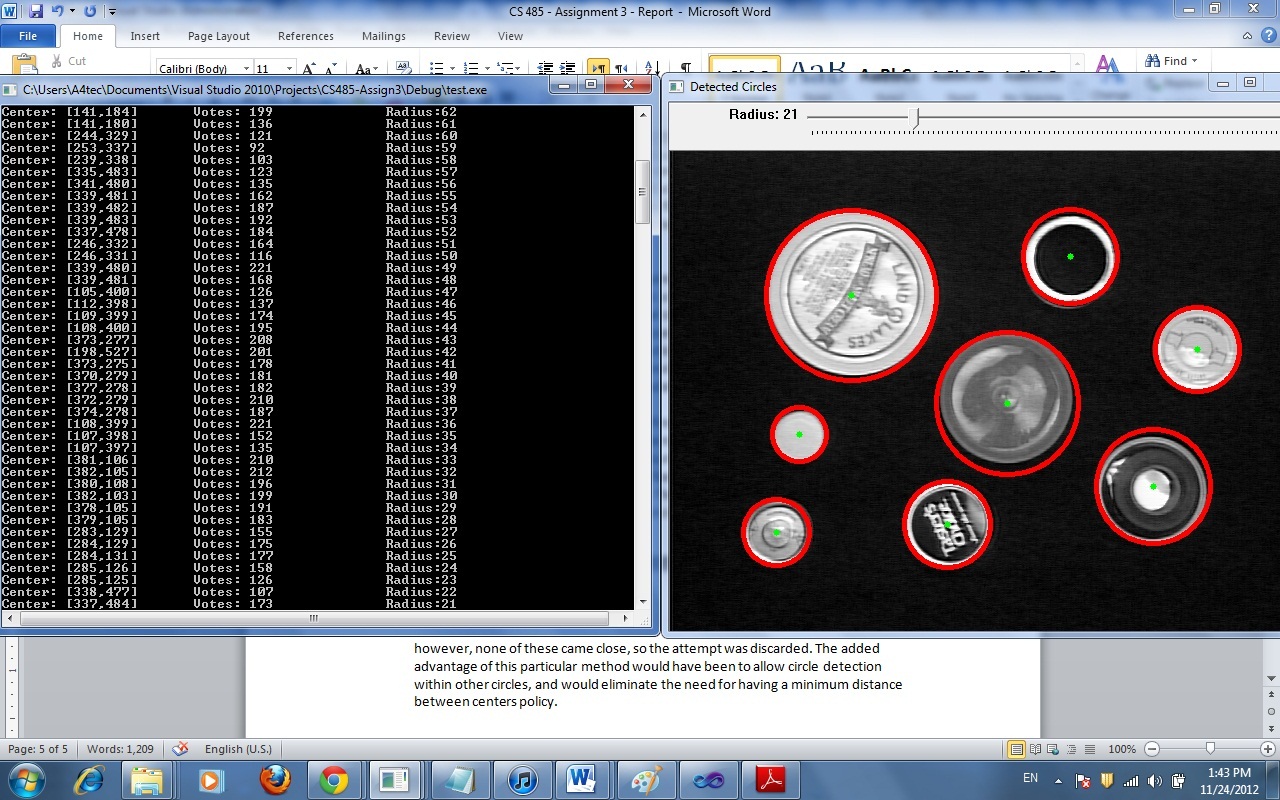 CS 485 - Assignment 3 - Report - Microsoft Word
File Home Insert Page Layout References Mailings Review View
Cut
Calibri (Body) 11
Find
C:\Users\A4tec\Documents\Visual Studio 2010\Projects\CS485-Assign3\Debug\test.exe
Center: [141,184] Votes: 199 Radius:62
Center: [141,180] Votes: 136 Radius:61
Center: [244,329] Votes: 121 Radius:60
Center: [253,337] Votes: 92 Radius:59
Center: [239,338] Votes: 103 Radius:58
Center: [335,483] Votes: 123 Radius:57
Center: [341,480] Votes: 135 Radius:56
Center: [339,481] Votes: 162 Radius:55
Center: [339,482] Votes: 187 Radius:54
Center: [339,483] Votes: 192 Radius:53
Center: [337,478] Votes: 184 Radius:52
Center: [246,332] Votes: 164 Radius:51
Center: [246,331] Votes: 116 Radius:50
Center: [339,480] Votes: 221 Radius:49
Center: [339,481] Votes: 168 Radius:48
Center: [105,400] Votes: 126 Radius:47
Center: [112,398] Votes: 137 Radius:46
Center: [109,399] Votes: 174 Radius:45
Center: [108,400] Votes: 195 Radius:44
Center: [373,277] Votes: 208 Radius:43
Center: [198,527] Votes: 201 Radius:42
Center: [373,275] Votes: 178 Radius:41
Center: [370,279] Votes: 181 Radius:40
Center: [377,278] Votes: 182 Radius:39
Center: [372,279] Votes: 210 Radius:38
Center: [374,278] Votes: 187 Radius:37
Center: [108,399] Votes: 221 Radius:36
Center: [107,398] Votes: 152 Radius:35
Center: [107,397] Votes: 135 Radius:34
Center: [381,106] Votes: 210 Radius:33
Center: [382,105] Votes: 212 Radius:32
Center: [380,108] Votes: 196 Radius:31
Center: [382,103] Votes: 199 Radius:30
Center: [378,105] Votes: 191 Radius:29
Center: [379,105] Votes: 183 Radius:28
Center: [283,129] Votes: 155 Radius:27
Center: [284,129] Votes: 175 Radius:26
Center: [284,131] Votes: 177 Radius:25
Center: [285,126] Votes: 158 Radius:24
Center: [285,125] Votes: 126 Radius:23
Center: [338,477] Votes: 107 Radius:22
Center: [337,484] Votes: 173 Radius:21
Detected Circles
Radius: 21
LAND O LAKES
Tasters
Choice
however, none of these came close, so the attempt was discarded. The added
advantage of this particular method would have been to allow circle detection
within other circles, and would eliminate the need for having a minimum distance
between centers policy.
Page: 5 of 5 Words: 1,209 English (U.S.) 100%
EN 1:43 PM
11/24/2012